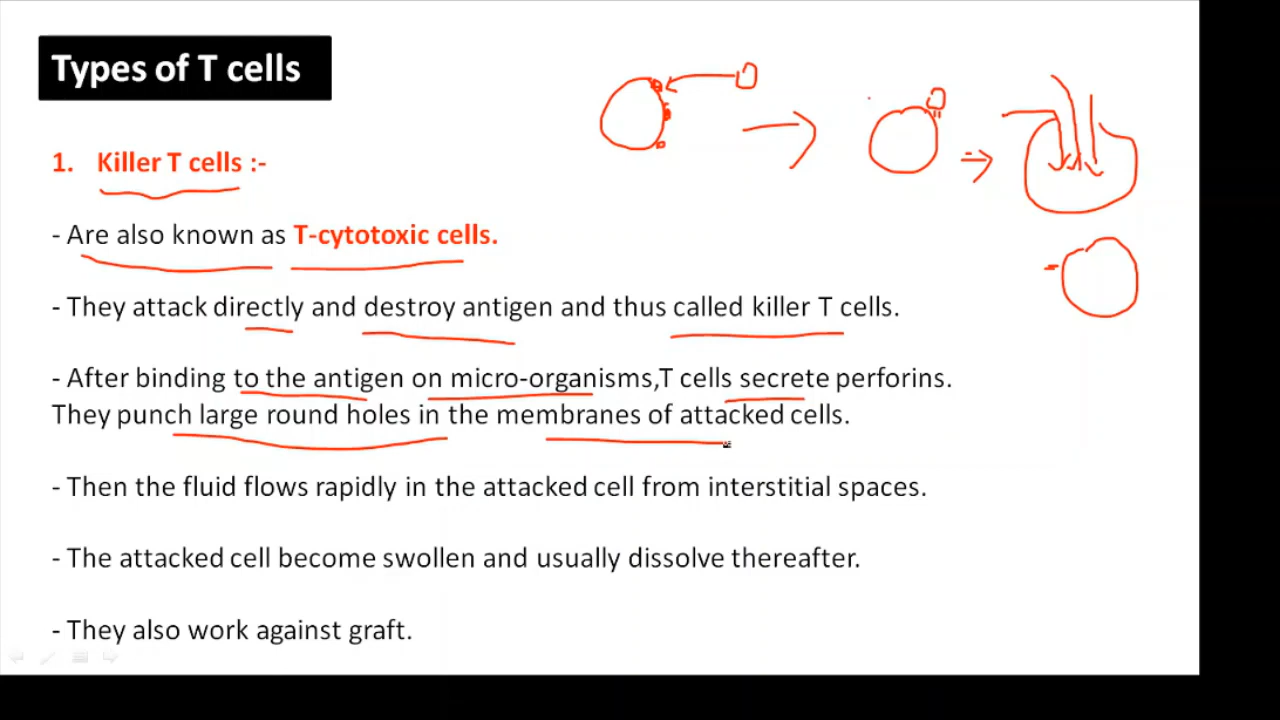 Types of T cells
1. Killer T cells :-
- Are also known as T-cytotoxic cells.
- They attack directly and destroy antigen and thus called killer T cells.
- After binding to the antigen on micro-organisms,T cells secrete perforins.
They punch large round holes in the membranes of attacked cells.
- Then the fluid flows rapidly in the attacked cell from interstitial spaces.
- The attacked cell become swollen and usually dissolve thereafter.
- They also work against graft.